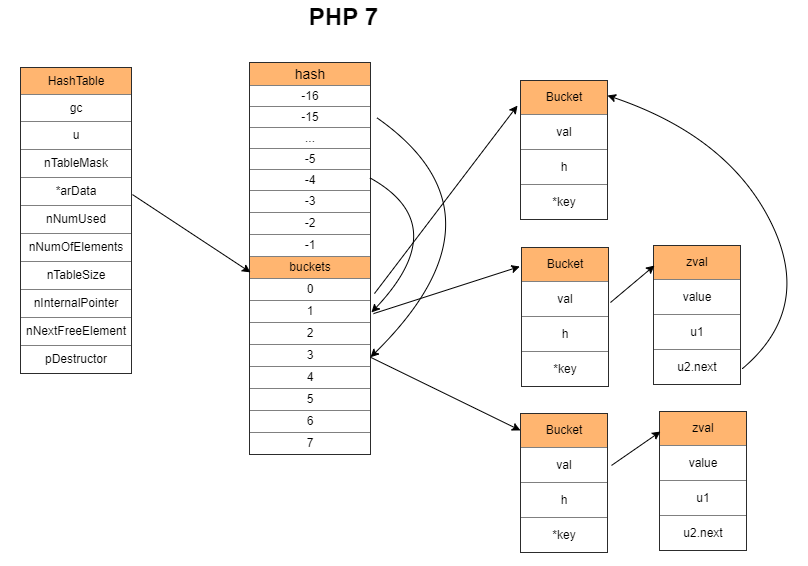 PHP 7
HashTable
gc
u
nTableMask
*arData
nNumUsed
nNumOfElements
nTableSize
nInternalPointer
nNextFreeElement
pDestructor
hash
-16
-15
...
-5
-4
-3
-2
-1
buckets
0
1
2
3
4
5
6
7
Bucket
val
h
*key
Bucket
val
h
*key
zval
value
u1
u2.next
Bucket
val
h
*key
zval
value
u1
u2.next